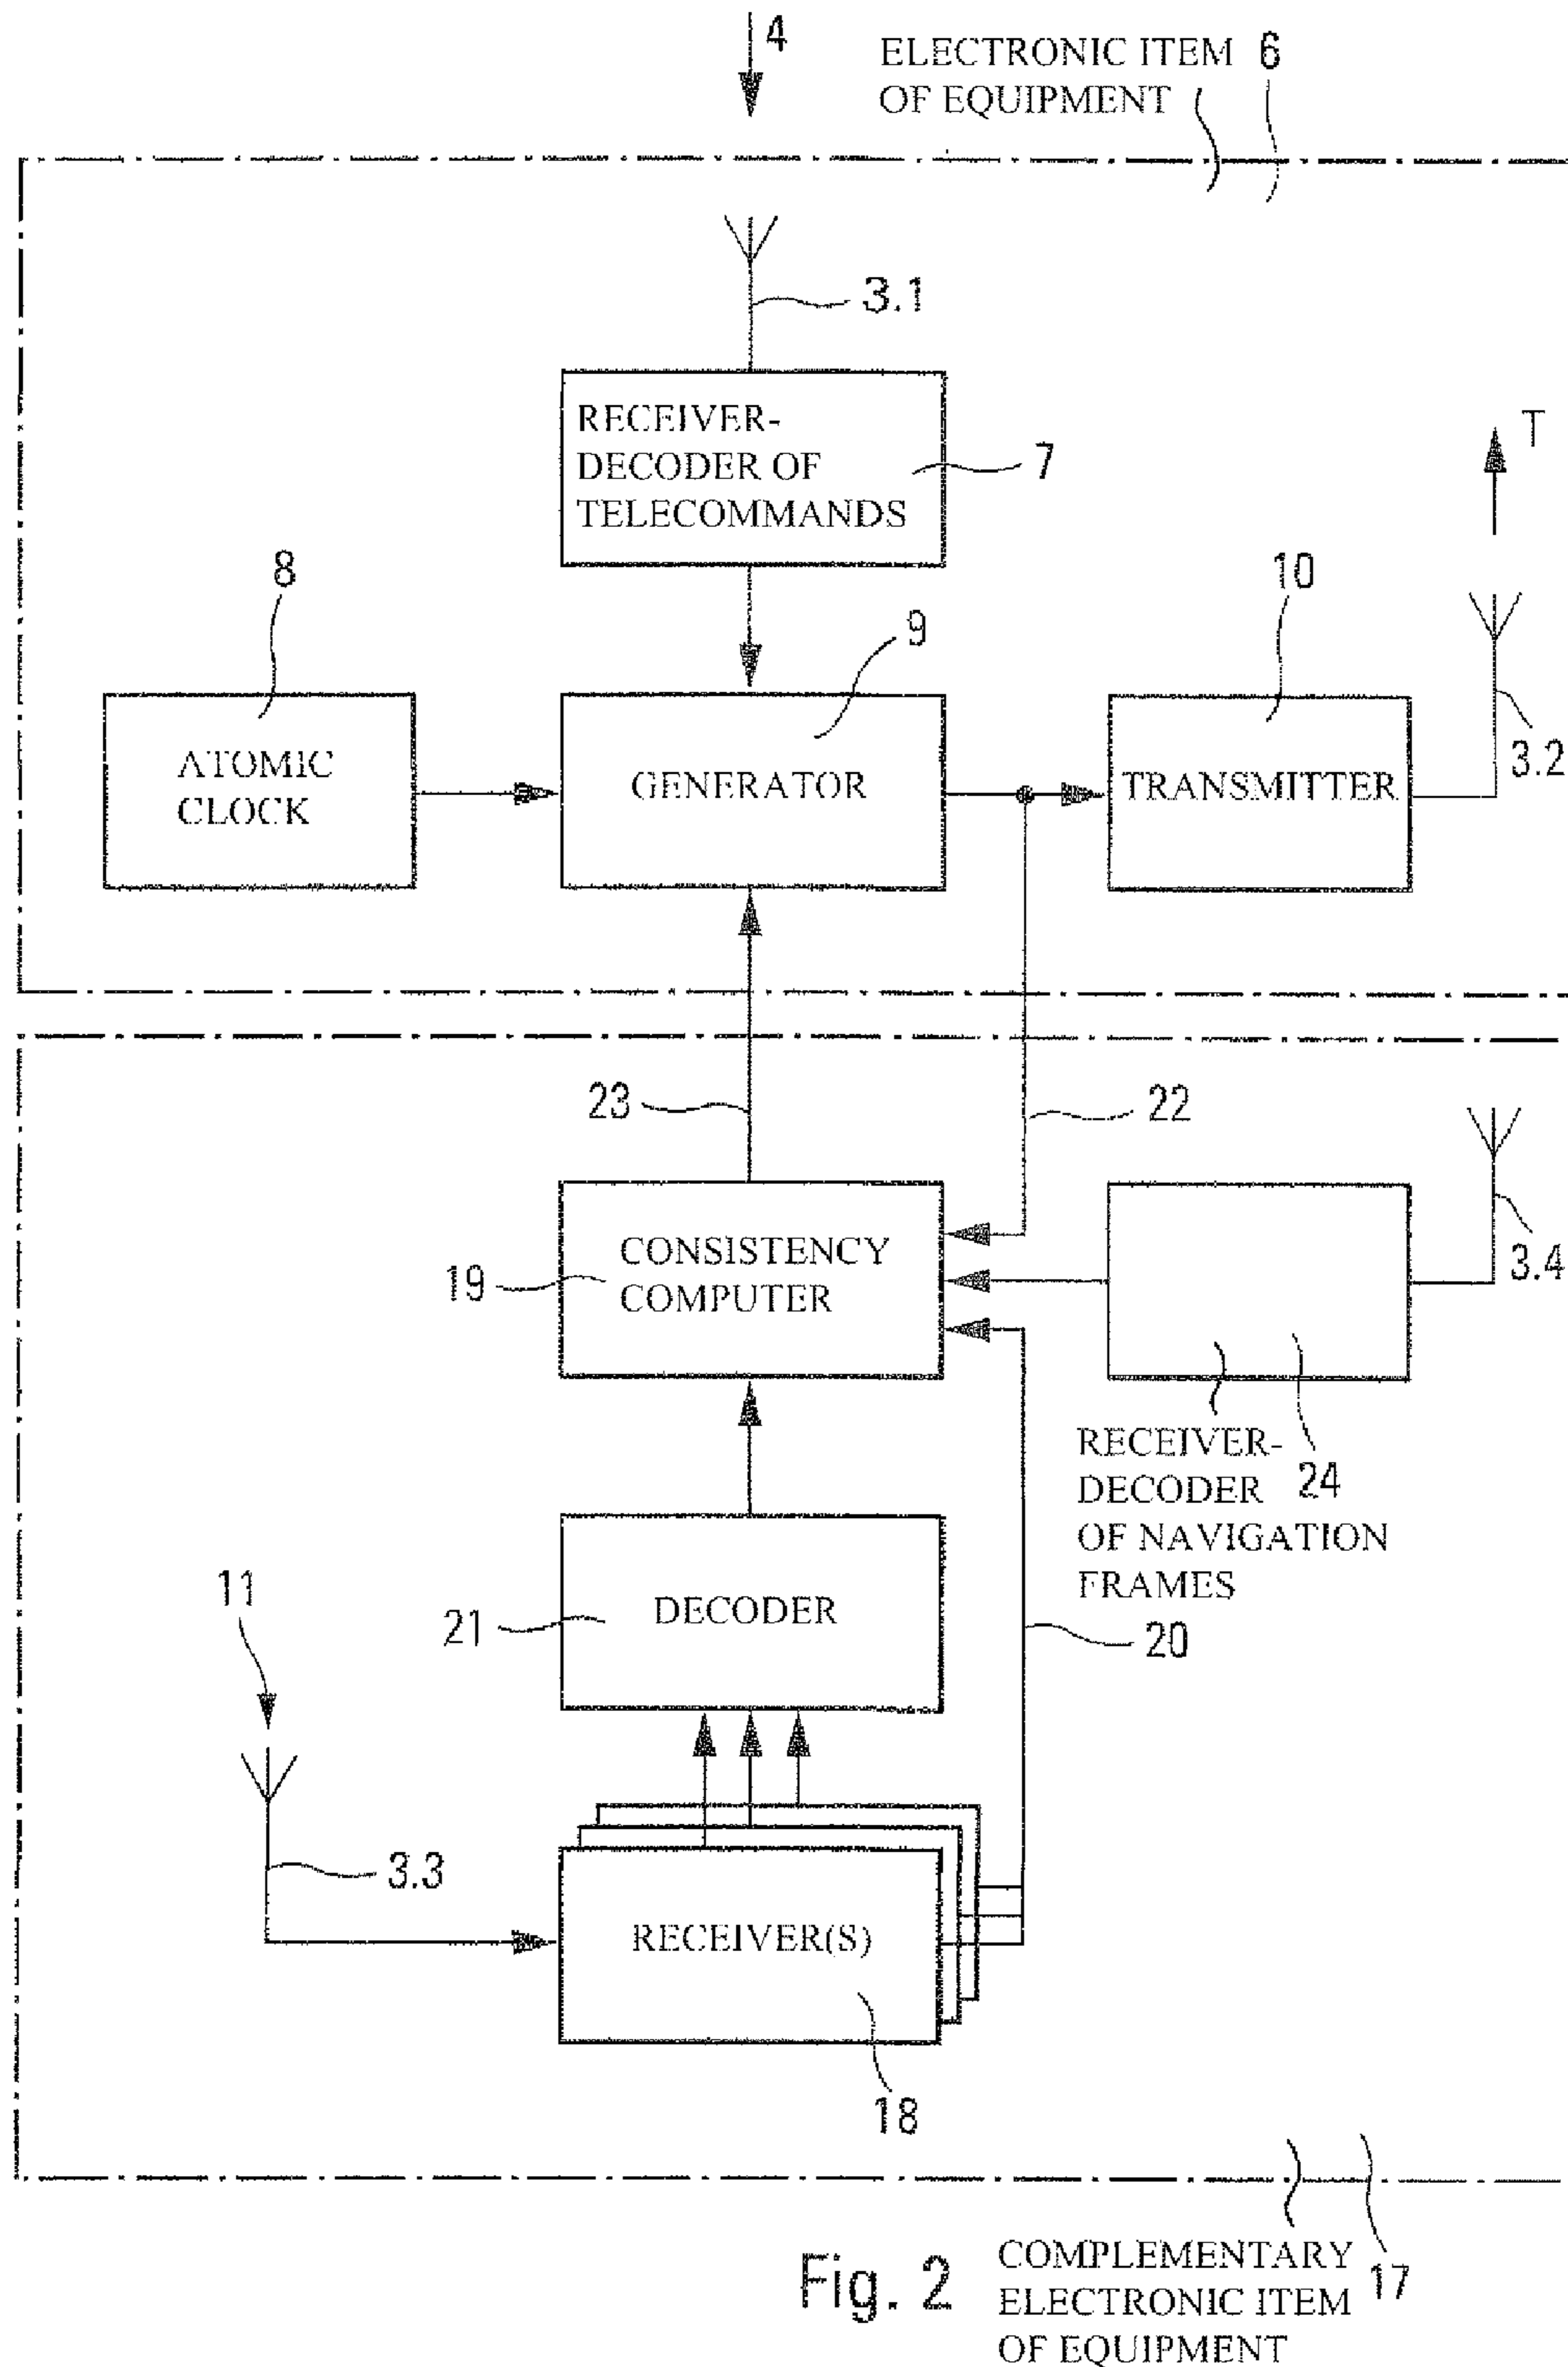 4
ELECTRONIC ITEM 6
OF EQUIPMENT
3.1
RECEIVER-
DECODER OF
TELECOMMANDS
7
T
8
9
10
ATOMIC
CLOCK
GENERATOR
TRANSMITTER
3.2
23
22
CONSISTENCY
COMPUTER
19
3.4
RECEIVER-
DECODER 24
OF NAVIGATION
FRAMES
11
21
DECODER
20
3.3
RECEIVER(S)
18
Fig. 2
COMPLEMENTARY
ELECTRONIC ITEM 17
OF EQUIPMENT